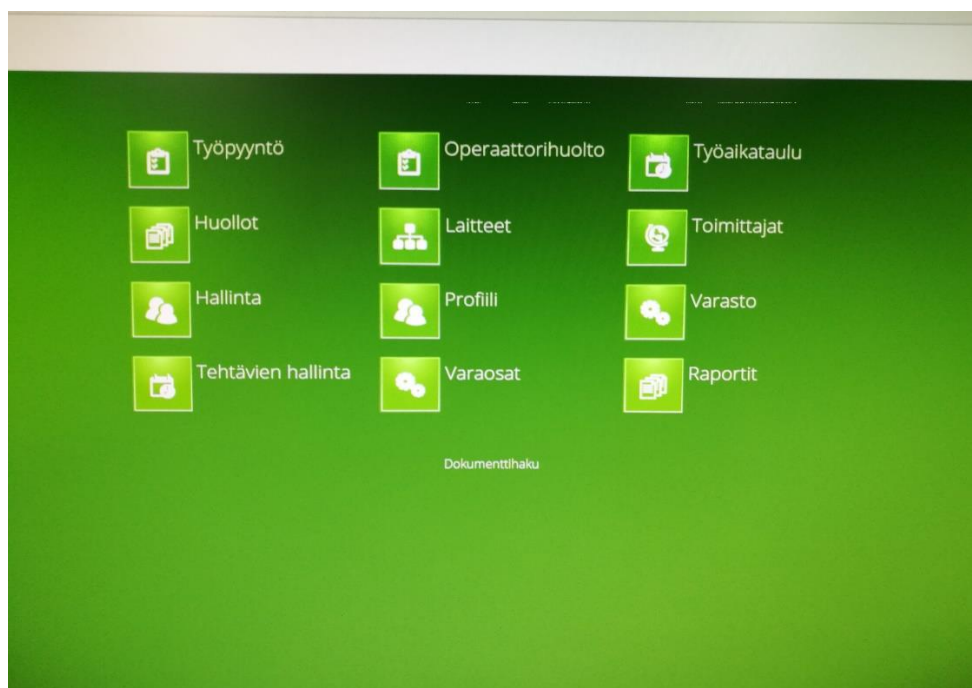 Työpyyntö Operaattorihuolto Työaikataulu
Huollot Laitteet Toimittajat
Hallinta Profiili Varasto
Tehtävien hallinta Varaosat Raportit
Dokumenttihaku